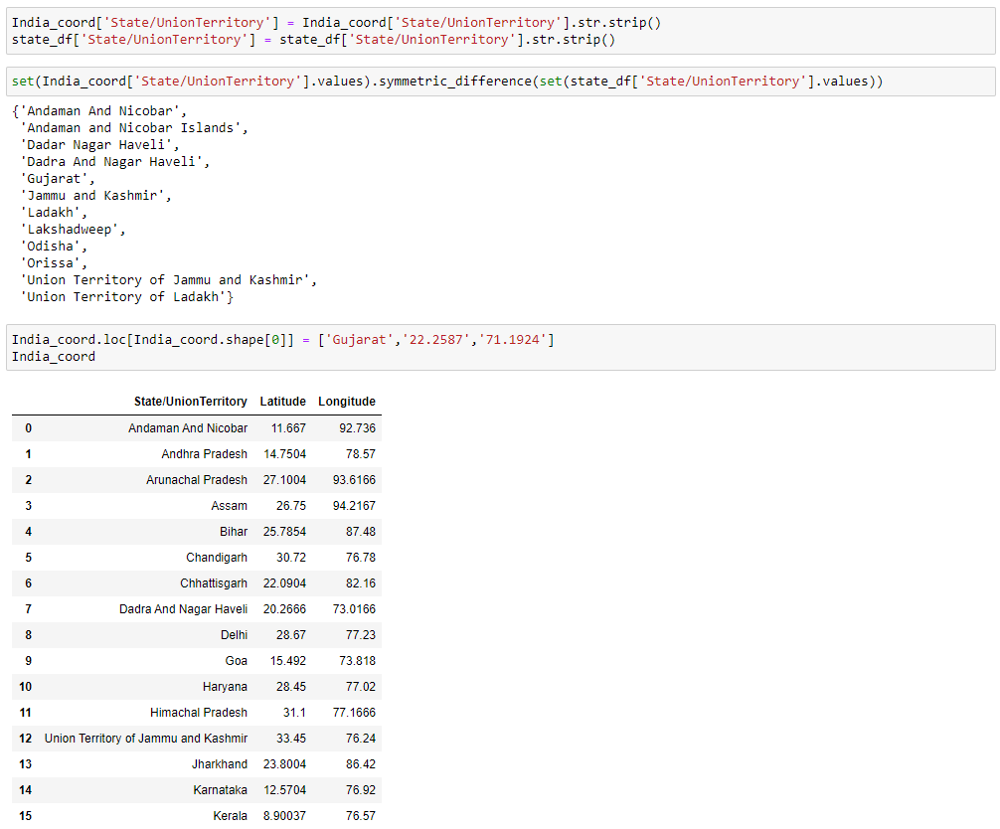 India_coord['State/UnionTerritory'] = India_coord['State/UnionTerritory'].str.strip()
state_df['State/UnionTerritory'] = state_df['State/UnionTerritory'].str.strip()
set(India_coord['State/UnionTerritory'].values).symmetric_difference(set(state_df['State/UnionTerritory'].values))
{'Andaman And Nicobar',
'Andaman and Nicobar Islands',
'Dadar Nagar Haveli',
'Dadra And Nagar Haveli',
'Gujarat',
'Jammu and Kashmir',
'Ladakh',
'Lakshadweep',
'Odisha',
'Orissa',
'Union Territory of Jammu and Kashmir',
'Union Territory of Ladakh'}
India_coord.loc[India_coord.shape[0]] = ['Gujarat','22.2587','71.1924']
India_coord
State/UnionTerritory Latitude Longitude
0 Andaman And Nicobar 11.667 92.736
1 Andhra Pradesh 14.7504 78.57
2 Arunachal Pradesh 27.1004 93.6166
3 Assam 26.75 94.2167
4 Bihar 25.7854 87.48
5 Chandigarh 30.72 76.78
6 Chhattisgarh 22.0904 82.16
7 Dadra And Nagar Haveli 20.2666 73.0166
8 Delhi 28.67 77.23
9 Goa 15.492 73.818
10 Haryana 28.45 77.02
11 Himachal Pradesh 31.1 77.1666
12 Union Territory of Jammu and Kashmir 33.45 76.24
13 Jharkhand 23.8004 86.42
14 Karnataka 12.5704 76.92
15 Kerala 8.90037 76.57